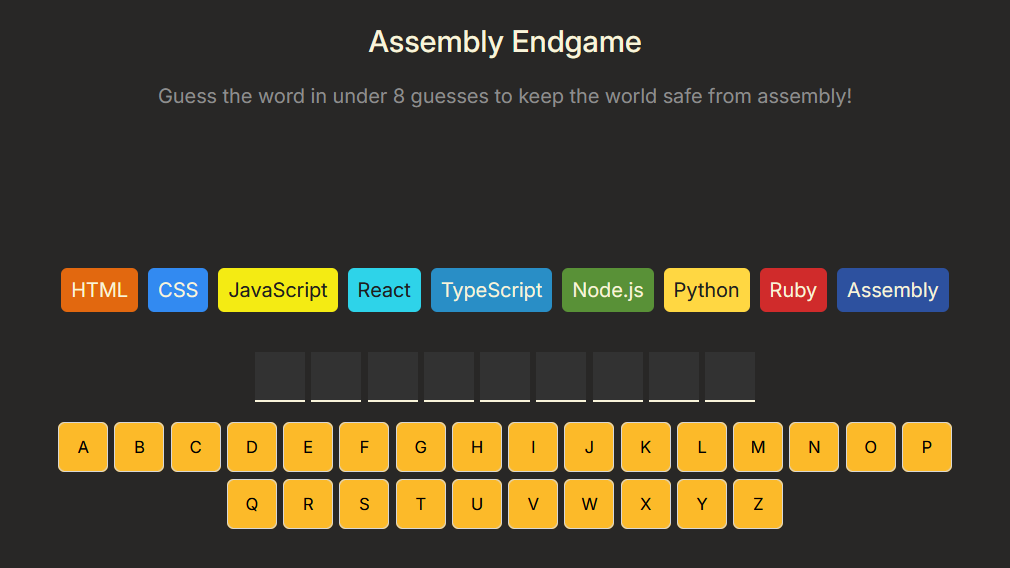 Assembly Endgame
Guess the word in under 8 guesses to keep the world safe from assembly!
HTML CSS JavaScript React TypeScript Node.js Python Ruby Assembly
A B C D E F G H I J K L M N O P
Q R S T U V W X Y Z